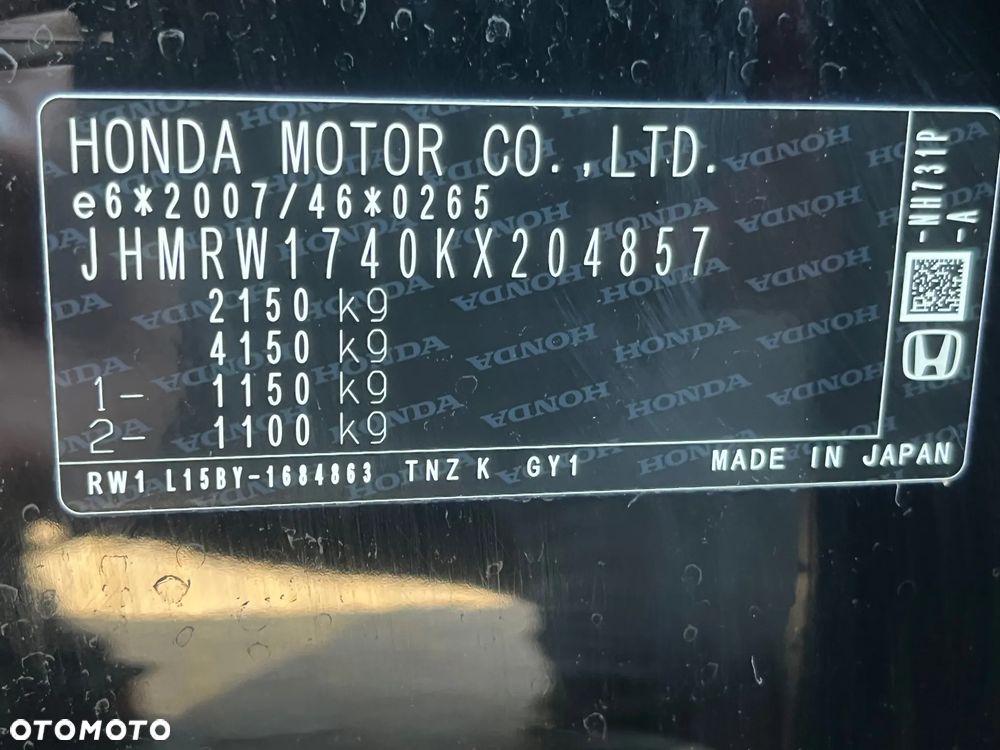 HONDA MOTOR CO.,LTD.
e6*2007/46*0265
JHMRW1740KX204857
2150 kg
4150 kg
1- 1150 kg
2- 1100 kg
RW1 L15BY-1684863 TNZ K GY1 MADE IN JAPAN
-NH731P
-A
OTOMOTO